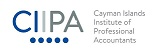 CIIPA
Cayman Islands
Institute of
Professional
Accountants